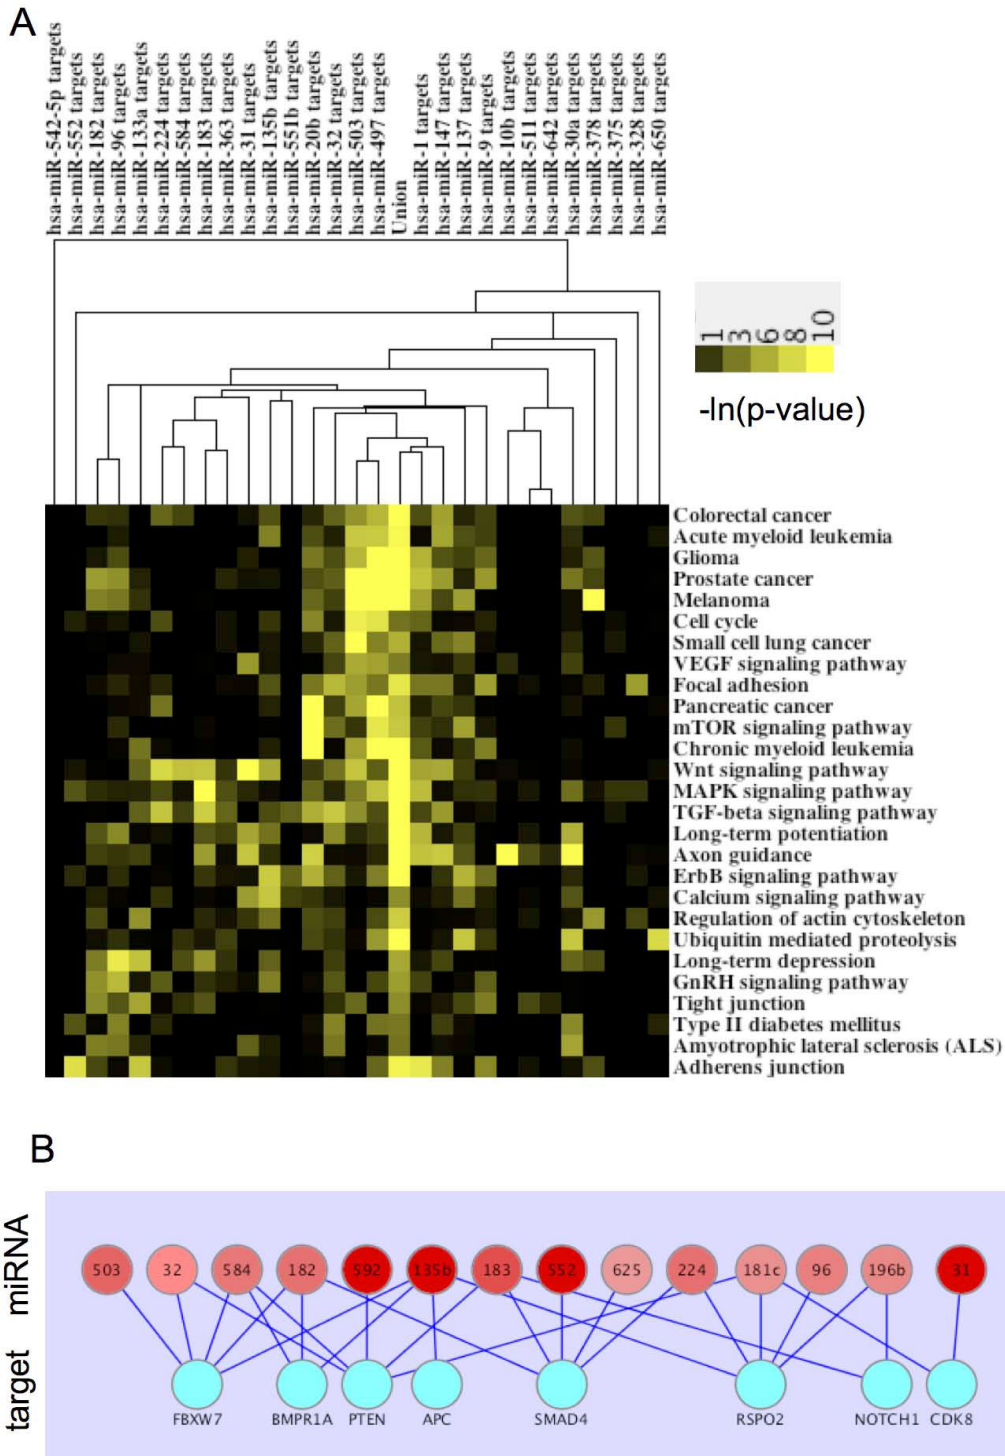 A
hsa-miR-542-5p targets
hsa-miR-552 targets
hsa-miR-182 targets
hsa-miR-96 targets
hsa-miR-133a targets
hsa-miR-224 targets
hsa-miR-584 targets
hsa-miR-183 targets
hsa-miR-363 targets
hsa-miR-31 targets
hsa-miR-135b targets
hsa-miR-551b targets
hsa-miR-20b targets
hsa-miR-32 targets
hsa-miR-503 targets
hsa-miR-497 targets
Union
hsa-miR-1 targets
hsa-miR-147 targets
hsa-miR-137 targets
hsa-miR-9 targets
hsa-miR-10b targets
hsa-miR-511 targets
hsa-miR-642 targets
hsa-miR-30a targets
hsa-miR-378 targets
hsa-miR-375 targets
hsa-miR-328 targets
hsa-miR-650 targets
1 3 6 8 10
-ln(p-value)
Colorectal cancer
Acute myeloid leukemia
Glioma
Prostate cancer
Melanoma
Cell cycle
Small cell lung cancer
VEGF signaling pathway
Focal adhesion
Pancreatic cancer
mTOR signaling pathway
Chronic myeloid leukemia
Wnt signaling pathway
MAPK signaling pathway
TGF-beta signaling pathway
Long-term potentiation
Axon guidance
ErbB signaling pathway
Calcium signaling pathway
Regulation of actin cytoskeleton
Ubiquitin mediated proteolysis
Long-term depression
GnRH signaling pathway
Tight junction
Type II diabetes mellitus
Amyotrophic lateral sclerosis (ALS)
Adherens junction
B
miRNA
503 32 584 182 592 135b 183 552 625 224 181c 96 196b 31
target
FBXW7 BMPR1A PTEN APC SMAD4 RSPO2 NOTCH1 CDK8